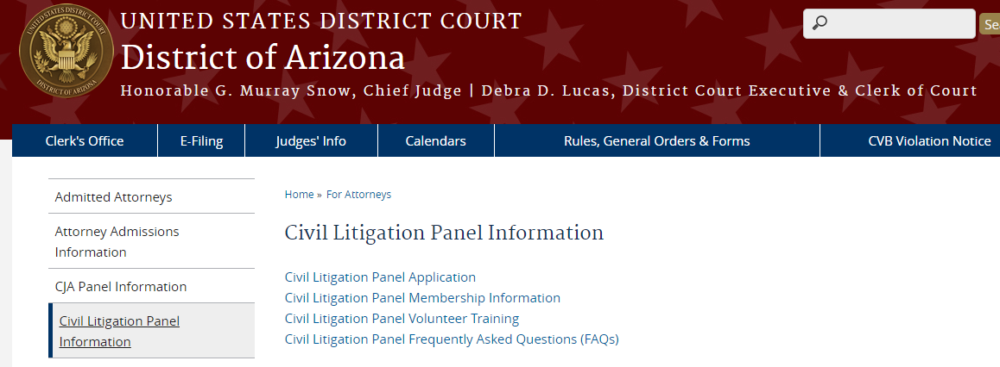 UNITED STATES DISTRICT COURT
DISTRICT OF ARIZONA
UNITED STATES DISTRICT COURT
District of Arizona
Honorable G. Murray Snow, Chief Judge | Debra D. Lucas, District Court Executive & Clerk of Court
Se
Clerk's Office
E-Filing
Judges' Info
Calendars
Rules, General Orders & Forms
CVB Violation Notice
Admitted Attorneys
Attorney Admissions
Information
CJA Panel Information
Civil Litigation Panel
Information
Home » For Attorneys
Civil Litigation Panel Information
Civil Litigation Panel Application
Civil Litigation Panel Membership Information
Civil Litigation Panel Volunteer Training
Civil Litigation Panel Frequently Asked Questions (FAQs)